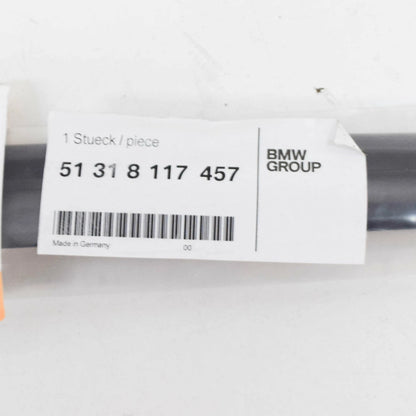 1 Stueck / piece
51 31 8 117 457
BMW
GROUP
Made in Germany 00